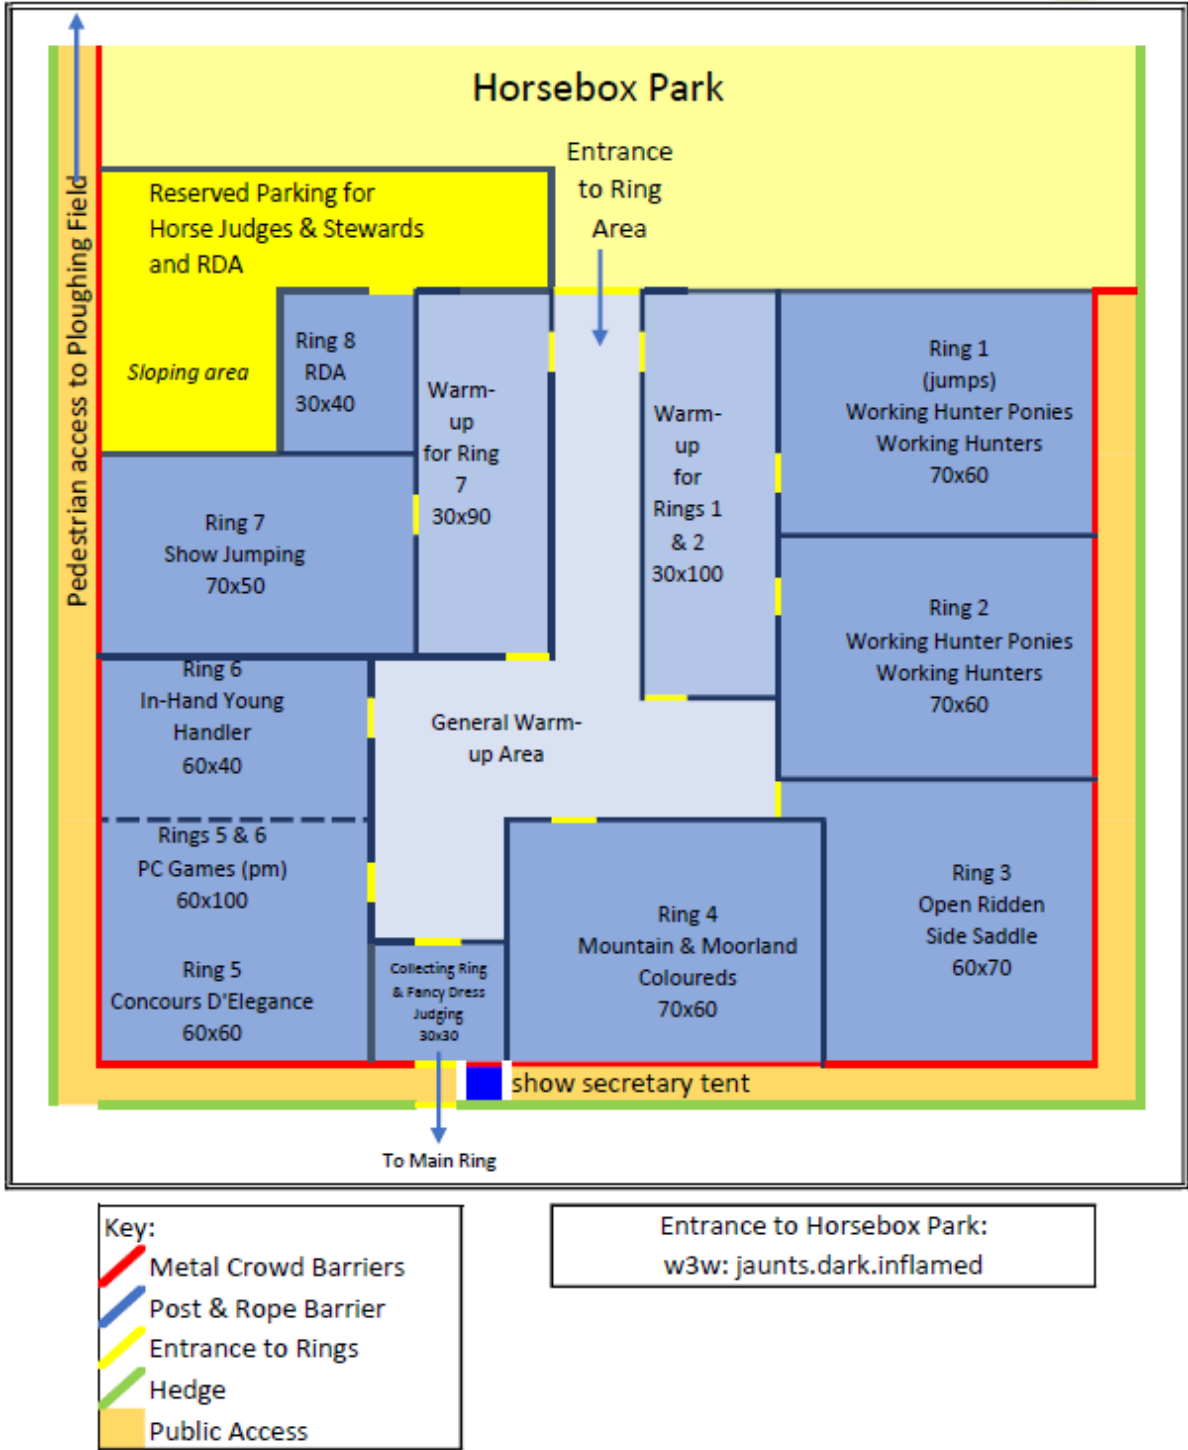 Horsebox Park
Entrance
to Ring
Area
Pedestrian access to Ploughing Field
Reserved Parking for
Horse Judges & Stewards
and RDA
Sloping area
Ring 8
RDA
30x40
Warm-
up
for Ring
7
30x90
Warm-
up
for
Rings 1
& 2
30x100
Ring 1
(jumps)
Working Hunter Ponies
Working Hunters
70x60
Ring 7
Show Jumping
70x50
Ring 2
Working Hunter Ponies
Working Hunters
70x60
Ring 6
In-Hand Young
Handler
60x40
General Warm-
up Area
Rings 5 & 6
PC Games (pm)
60x100
Ring 5
Concours D'Elegance
60x60
Collecting Ring
& Fancy Dress
Judging
30x30
Ring 4
Mountain & Moorland
Coloureds
70x60
Ring 3
Open Ridden
Side Saddle
60x70
show secretary tent
To Main Ring
Key:
Metal Crowd Barriers
Post & Rope Barrier
Entrance to Rings
Hedge
Public Access
Entrance to Horsebox Park:
w3w: jaunts.dark.inflamed